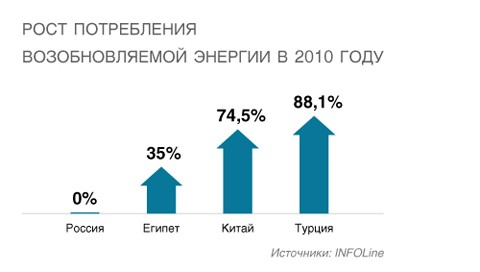 РОСТ ПОТРЕБЛЕНИЯ
ВОЗОБНОВЛЯЕМОЙ ЭНЕРГИИ В 2010 ГОДУ
0% 35% 74,5% 88,1%
Россия Египет Китай Турция
Источники: INFOLine